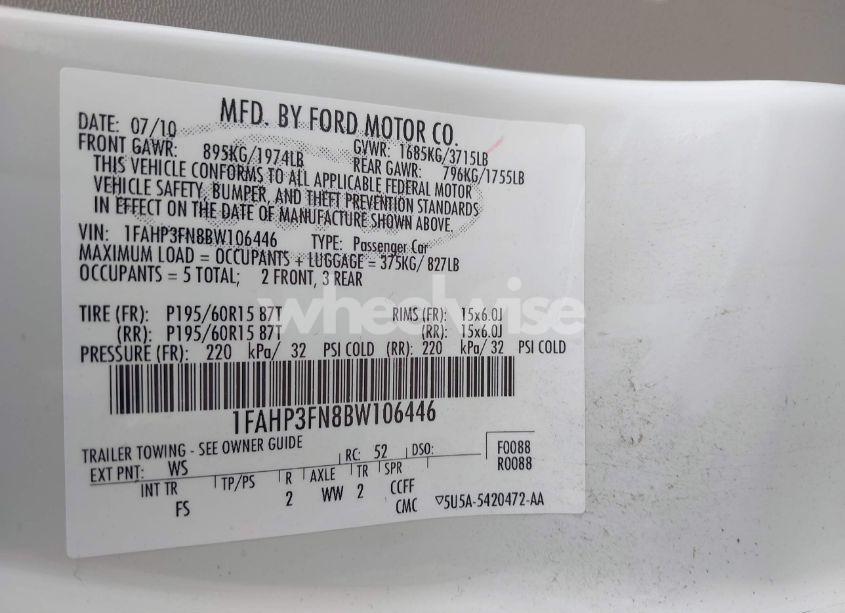 MFD. BY FORD MOTOR CO.
DATE: 07/10 GVWR: 1685KG/3715LB
FRONT GAWR: 895KG/1974LB REAR GAWR: 796KG/1755LB
THIS VEHICLE CONFORMS TO ALL APPLICABLE FEDERAL MOTOR
VEHICLE SAFETY, BUMPER, AND THEFT PREVENTION STANDARDS
IN EFFECT ON THE DATE OF MANUFACTURE SHOWN ABOVE.
VIN: 1FAHP3FN8BW106446 TYPE: Passenger Car
MAXIMUM LOAD = OCCUPANTS + LUGGAGE = 375KG/ 827LB
OCCUPANTS = 5 TOTAL; 2 FRONT, 3 REAR
wheelwise
TIRE (FR): P195/60R15 87T RIMS (FR): 15x6.0J
(RR): P195/60R15 87T (RR): 15x6.0J
PRESSURE (FR): 220 kPa/ 32 PSI COLD (RR): 220 kPa/ 32 PSI COLD
1FAHP3FN8BW106446
TRAILER TOWING - SEE OWNER GUIDE
EXT PNT: WS RC: 52 DSO: F0088
R0088
INT TR TP/PS R AXLE TR SPR
FS 2 WW 2 CCFF
CMC ▽5U5A-5420472-AA